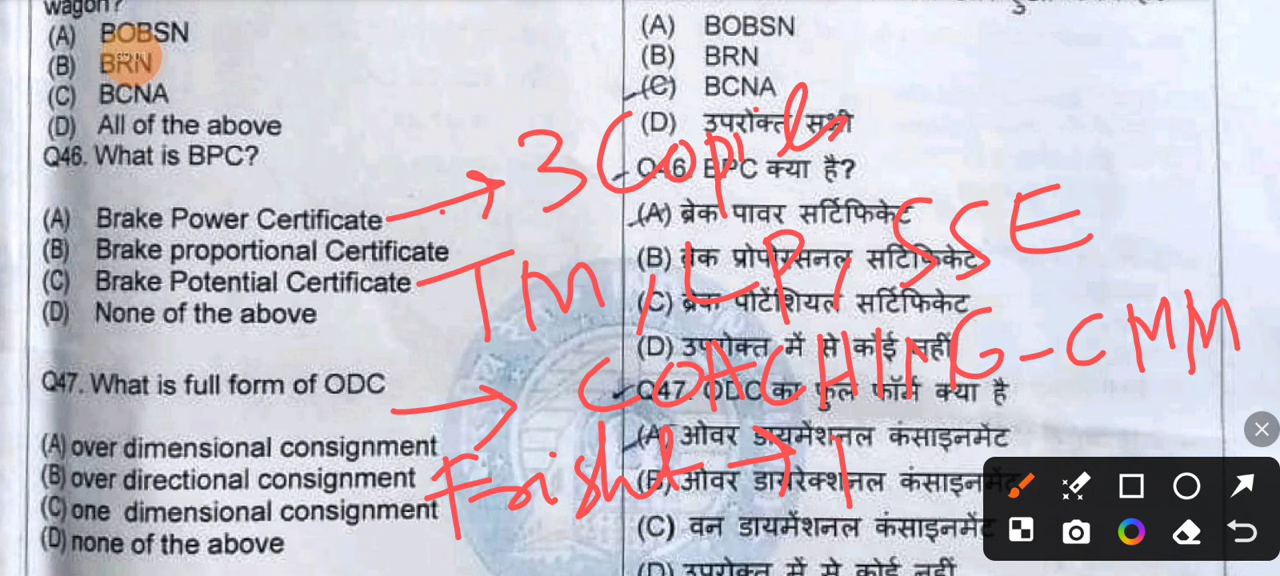 wagon?
(A) BOBSN
(B) BRN
(C) BCNA
(D) All of the above
Q46. What is BPC?
(A) Brake Power Certificate
(B) Brake proportional Certificate
(C) Brake Potential Certificate
(D) None of the above
Q47. What is full form of ODC
(A) over dimensional consignment
(B) over directional consignment
(C) one dimensional consignment
(D) none of the above
(A) BOBSN
(B) BRN
(C) BCNA
(D) उपरोक्त सभी
Q46. BPC क्या है?
(A) ब्रेक पावर सर्टिफिकेट
(B) ब्रेक प्रोपोरसनल सर्टिफिकेट
(C) ब्रेक पोटेंशियल सर्टिफिकेट
(D) उपरोक्त में से कोई नहीं
Q47. ODC का फुल फॉर्म क्या है
(A) ओवर डायमेंशनल कंसाइनमेंट
(B) ओवर डायरेक्शनल कंसाइनमेंट
(C) वन डायमेंशनल कंसाइनमेंट
(D) उपरोक्त में से कोई नहीं
3 Copi
TM, LP, SSE
COACHING-CMM